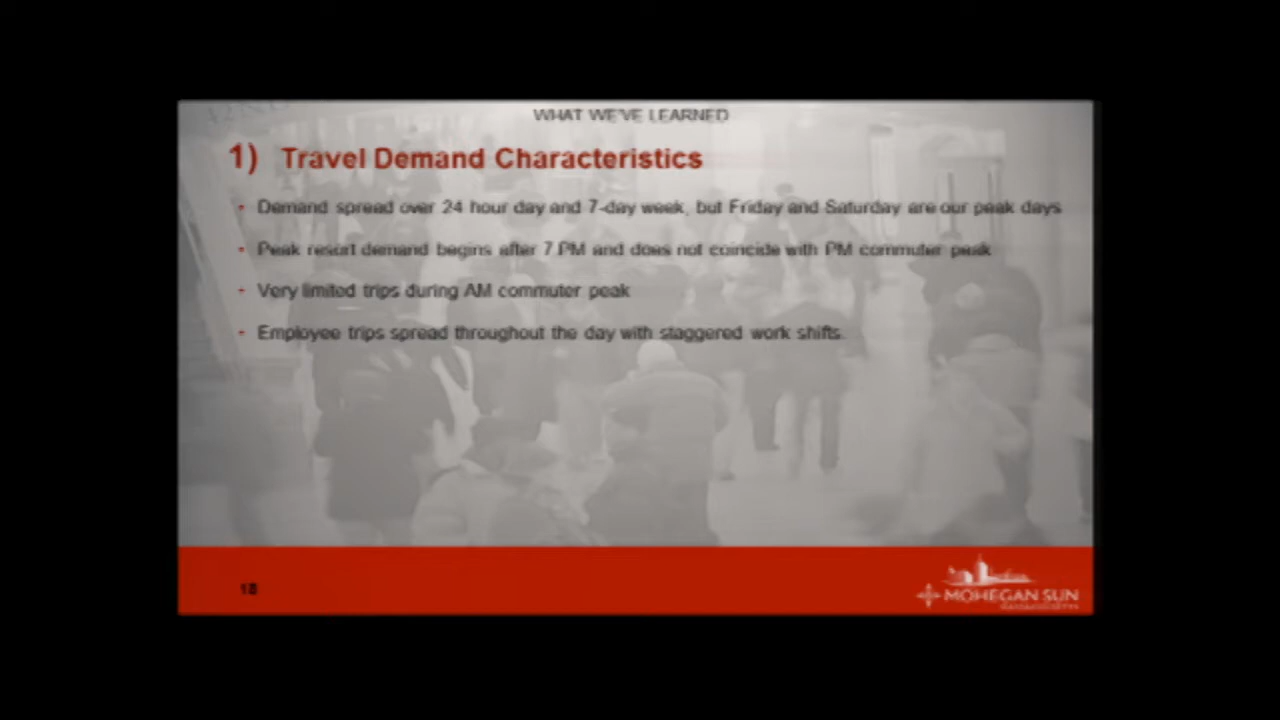 WHAT WE'VE LEARNED
1) Travel Demand Characteristics
• Demand spread over 24 hour day and 7-day week, but Friday and Saturday are our peak days
• Peak resort demand begins after 7 PM and does not coincide with PM commuter peak
• Very limited trips during AM commuter peak
• Employee trips spread throughout the day with staggered work shifts.
18
MOHEGAN SUN